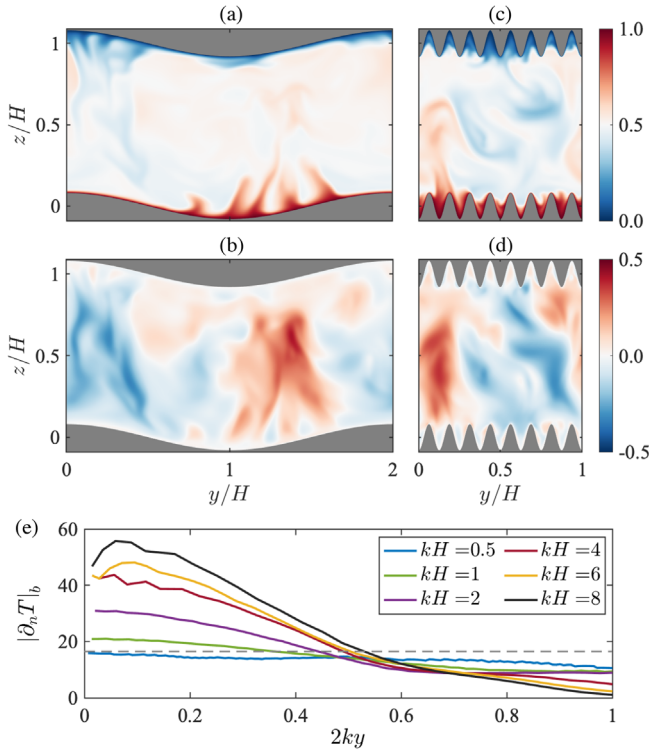 (a)
(c)
1
0.5
0
z/H
1.0
0.5
0.0
(b)
(d)
1
0.5
0
z/H
0
1
2
y/H
0
0.5
1
y/H
0.5
0.0
-0.5
(e)
60
40
20
0
|∂ₙT|_b
kH =0.5
kH =4
kH =1
kH =6
kH =2
kH =8
0
0.2
0.4
0.6
0.8
1
2ky